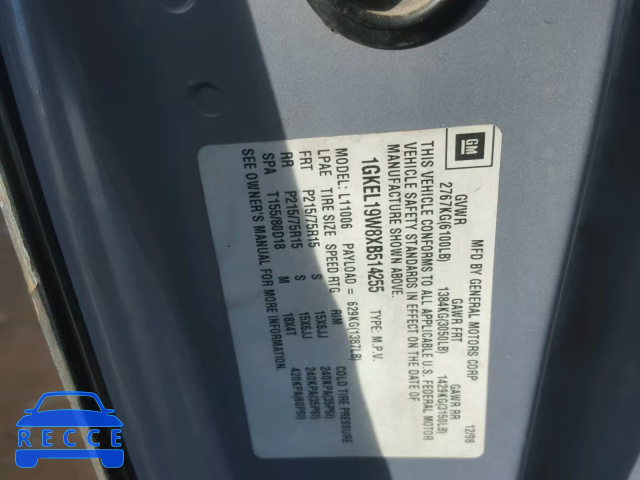 GM
MFD BY GENERAL MOTORS CORP 12/98
GVWR GAWR FRT GAWR RR
2767KG(6100LB) 1384KG(3050LB) 1429KG(3150LB)
THIS VEHICLE CONFORMS TO ALL APPLICABLE U.S. FEDERAL MOTOR
VEHICLE SAFETY STANDARDS IN EFFECT ON THE DATE OF
MANUFACTURE SHOWN ABOVE.
1GKEL19W8XB514255 TYPE: M.P.V.
MODEL: L11006 PAYLOAD = 629KG(1387LB)
LPAE TIRE SIZE SPEED RTG RIM COLD TIRE PRESSURE
FRT P215/75R15 S 15X6JJ 240KPA(35PSI)
RR P215/75R15 S 15X6JJ 240KPA(35PSI)
SPA T155/80D18 M 18X4T 420KPA(60PSI)
SEE OWNER'S MANUAL FOR ADDITIONAL INFORMATION.
RECCE